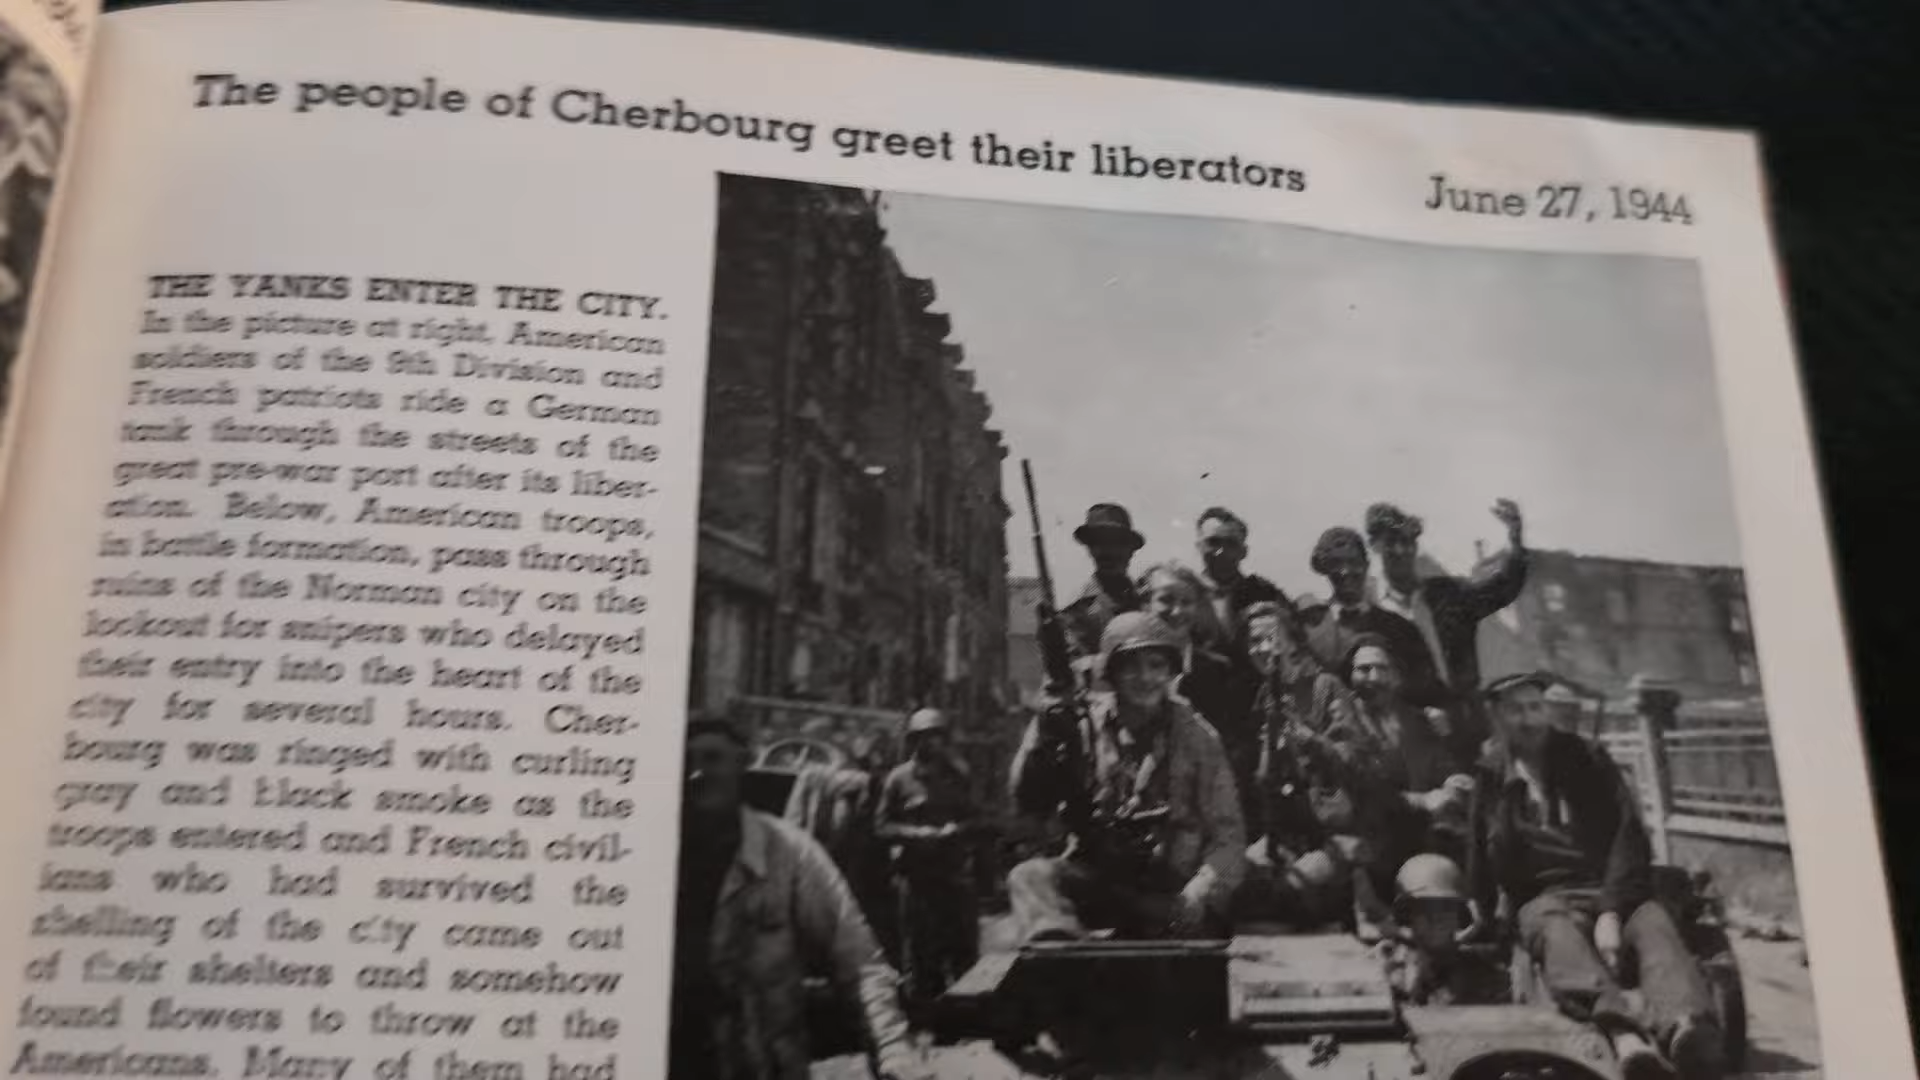 The people of Cherbourg greet their liberators
June 27, 1944
THE YANKS ENTER THE CITY.
In the picture at right, American
soldiers of the 9th Division and
French patriots ride a German
tank through the streets of the
great pre-war port after its liber-
ation. Below, American troops,
in battle formation, pass through
ruins of the Norman city on the
lookout for snipers who delayed
their entry into the heart of the
city for several hours. Cher-
bourg was ringed with curling
gray and black smoke as the
troops entered and French civil-
ians who had survived the
shelling of the city came out
of their shelters and somehow
found flowers to throw at the
Americans. Many of them had